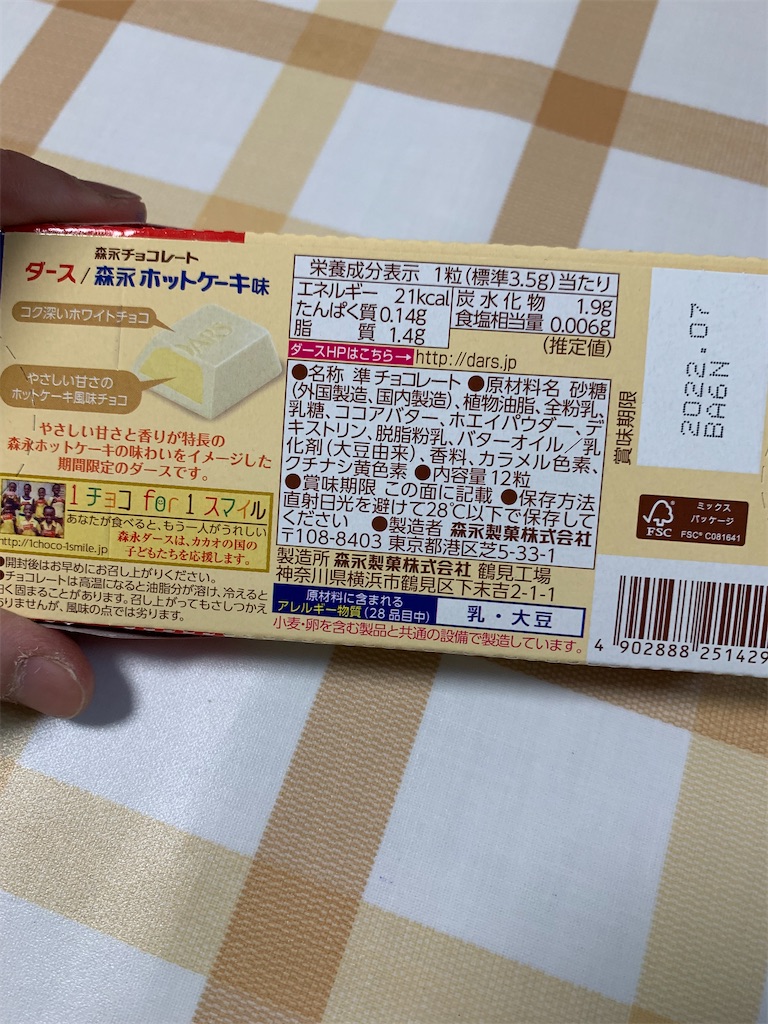 森永チョコレート
ダース/森永ホットケーキ味
コク深いホワイトチョコ
DARS
やさしい甘さの
ホットケーキ風味チョコ
やさしい甘さと香りが特長の
森永ホットケーキの味わいをイメージした
期間限定のダースです。
1チョコ for 1スマイル
あなたが食べると、もう一人がうれしい
森永ダースは、カカオの国の
子どもたちを応援します。
http://1choco-1smile.jp
●開封後はお早めにお召し上がりください。
●チョコレートは高温になると油脂分が溶け、冷えると
白く固まることがあります。召し上がってもさしつかえ
ありませんが、風味の点では劣ります。
栄養成分表示 1粒(標準3.5g)当たり
エネルギー 21kcal 炭水化物 1.9g
たんぱく質 0.14g 食塩相当量 0.006g
脂質 1.4g (推定値)
ダースHPはこちら→http://dars.jp
●名称 準チョコレート ●原材料名 砂糖
(外国製造、国内製造)、植物油脂、全粉乳、
乳糖、ココアバター、ホエイパウダー、デ
キストリン、脱脂粉乳、バターオイル/乳
化剤(大豆由来)、香料、カラメル色素、
クチナシ黄色素 ●内容量 12粒
●賞味期限 この面に記載 ●保存方法
直射日光を避けて28℃以下で保存して
ください ●製造者 森永製菓株式会社
〒108-8403 東京都港区芝5-33-1
製造所 森永製菓株式会社 鶴見工場
神奈川県横浜市鶴見区下末吉2-1-1
原材料に含まれる
アレルギー物質(28品目中)
乳・大豆
小麦・卵を含む製品と共通の設備で製造しています。
賞味期限
2022.07
BA6N
FSC
ミックス
パッケージ
FSC® C081641
4 902888 251429